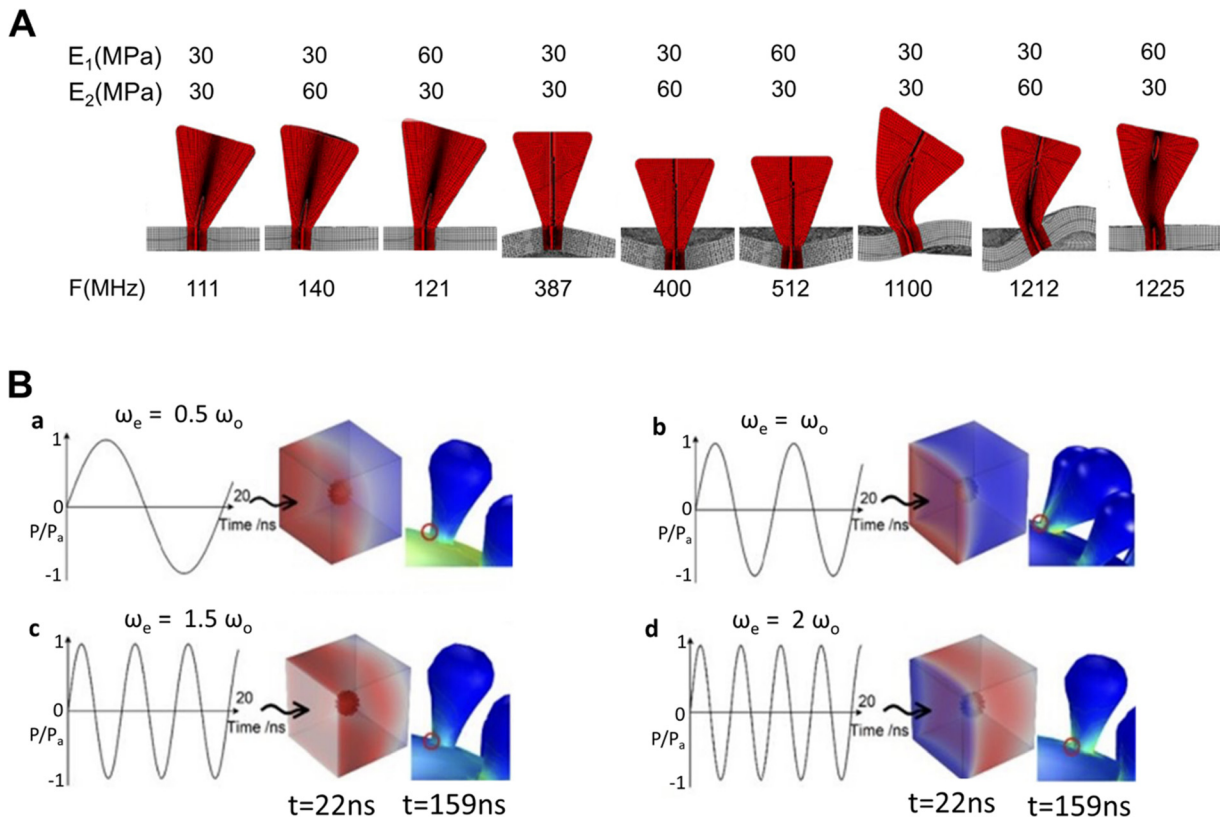 A
E₁(MPa) 30 30 60 30 30 60 30 30 60
E₂(MPa) 30 60 30 30 60 30 30 60 30
F(MHz) 111 140 121 387 400 512 1100 1212 1225
B
a ωₑ = 0.5 ωₒ
1
0
-1
P/Pₐ
20
Time /ns
b ωₑ = ωₒ
1
0
-1
P/Pₐ
20
Time /ns
c ωₑ = 1.5 ωₒ
1
0
-1
P/Pₐ
20
Time /ns
t=22ns t=159ns
d ωₑ = 2 ωₒ
1
0
-1
P/Pₐ
20
Time /ns
t=22ns t=159ns